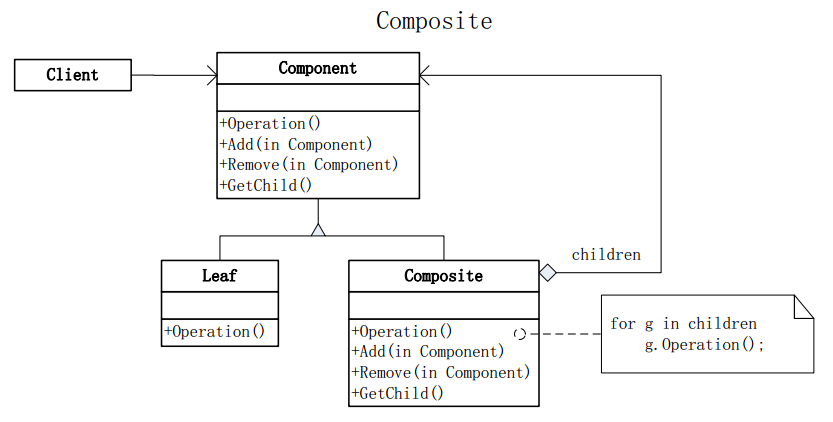 Composite
Client
Component
+Operation()
+Add(in Component)
+Remove(in Component)
+GetChild()
children
Leaf
+Operation()
Composite
+Operation()
+Add(in Component)
+Remove(in Component)
+GetChild()
for g in children
g.Operation();